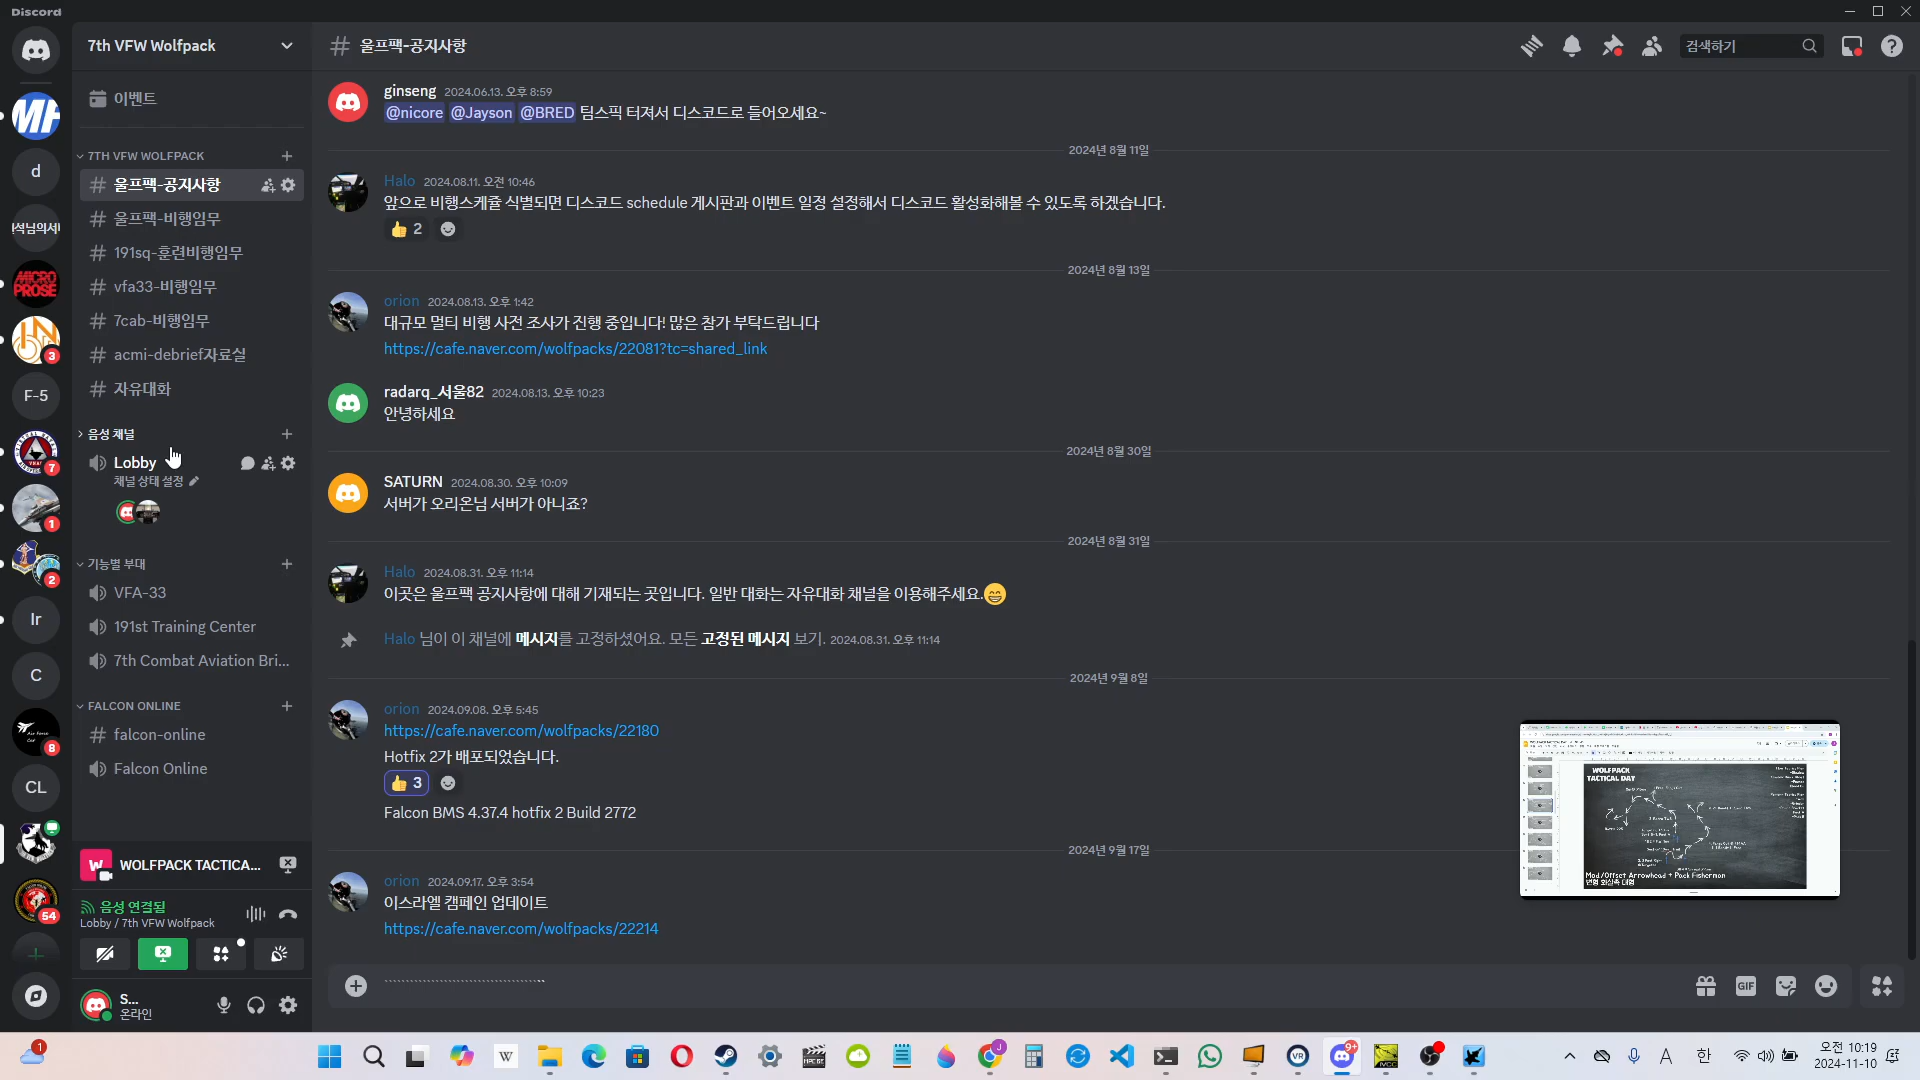 Discord
7th VFW Wolfpack
울프팩-공지사항
검색하기
이벤트
7TH VFW WOLFPACK
울프팩-공지사항
울프팩-비행임무
191sq-훈련비행임무
vfa33-비행임무
7cab-비행임무
acmi-debrief자료실
자유대화
음성 채널
Lobby
채널 상태 설정
기능별 부대
VFA-33
191st Training Center
7th Combat Aviation Bri...
FALCON ONLINE
falcon-online
Falcon Online
WOLFPACK TACTICA...
음성 연결됨
Lobby / 7th VFW Wolfpack
S...
온라인
d
MICRO
PROSE
3
F-5
7
1
2
Ir
C
8
CL
54
ginseng 2024.06.13. 오후 8:59
@nicore @Jayson @BRED 팀스픽 터져서 디스코드로 들어오세요~
2024년 8월 11일
Halo 2024.08.11. 오전 10:46
앞으로 비행스케쥴 식별되면 디스코드 schedule 게시판과 이벤트 일정 설정해서 디스코드 활성화해볼 수 있도록 하겠습니다.
2
2024년 8월 13일
orion 2024.08.13. 오후 1:42
대규모 멀티 비행 사전 조사가 진행 중입니다! 많은 참가 부탁드립니다
https://cafe.naver.com/wolfpacks/22081?tc=shared_link
radarq_서울82 2024.08.13. 오후 10:23
안녕하세요
2024년 8월 30일
SATURN 2024.08.30. 오후 10:09
서버가 오리온님 서버가 아니죠?
2024년 8월 31일
Halo 2024.08.31. 오후 11:14
이곳은 울프팩 공지사항에 대해 기재되는 곳입니다. 일반 대화는 자유대화 채널을 이용해주세요.
Halo 님이 이 채널에 메시지를 고정하셨어요. 모든 고정된 메시지 보기. 2024.08.31. 오후 11:14
2024년 9월 8일
orion 2024.09.08. 오후 5:45
https://cafe.naver.com/wolfpacks/22180
Hotfix 2가 배포되었습니다.
3
Falcon BMS 4.37.4 hotfix 2 Build 2772
2024년 9월 17일
orion 2024.09.17. 오후 3:54
이스라엘 캠페인 업데이트
https://cafe.naver.com/wolfpacks/22214
WOLFPACK
TACTICAL DAY
Mod/Offset Arrowhead + Pack Fisherman
GIF
1
W
J
VR
9+
A
한
오전 10:19
2024-11-10